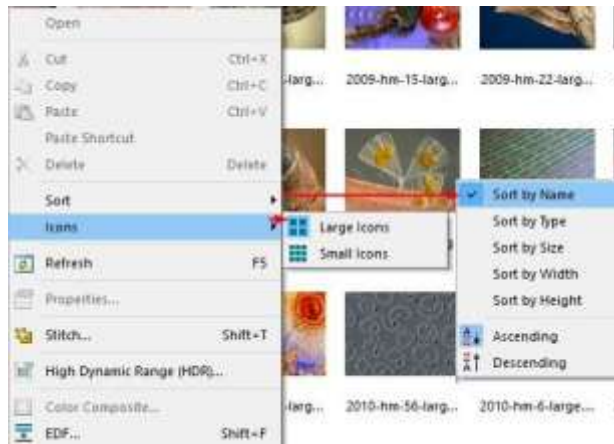 Open
Cut Ctrl+X
Copy Ctrl+C
Paste Ctrl+V
Paste Shortcut
Delete Delete
Sort
Icons
Refresh F5
Properties...
Stitch... Shift+T
High Dynamic Range (HDR)...
Color Composite...
EDF... Shift+F
Large Icons
Small Icons
Sort by Name
Sort by Type
Sort by Size
Sort by Width
Sort by Height
Ascending
Descending
-larg... 2009-hm-15-larg... 2009-hm-22-larg...
-larg... 2010-hm-56-larg... 2010-hm-6-large...